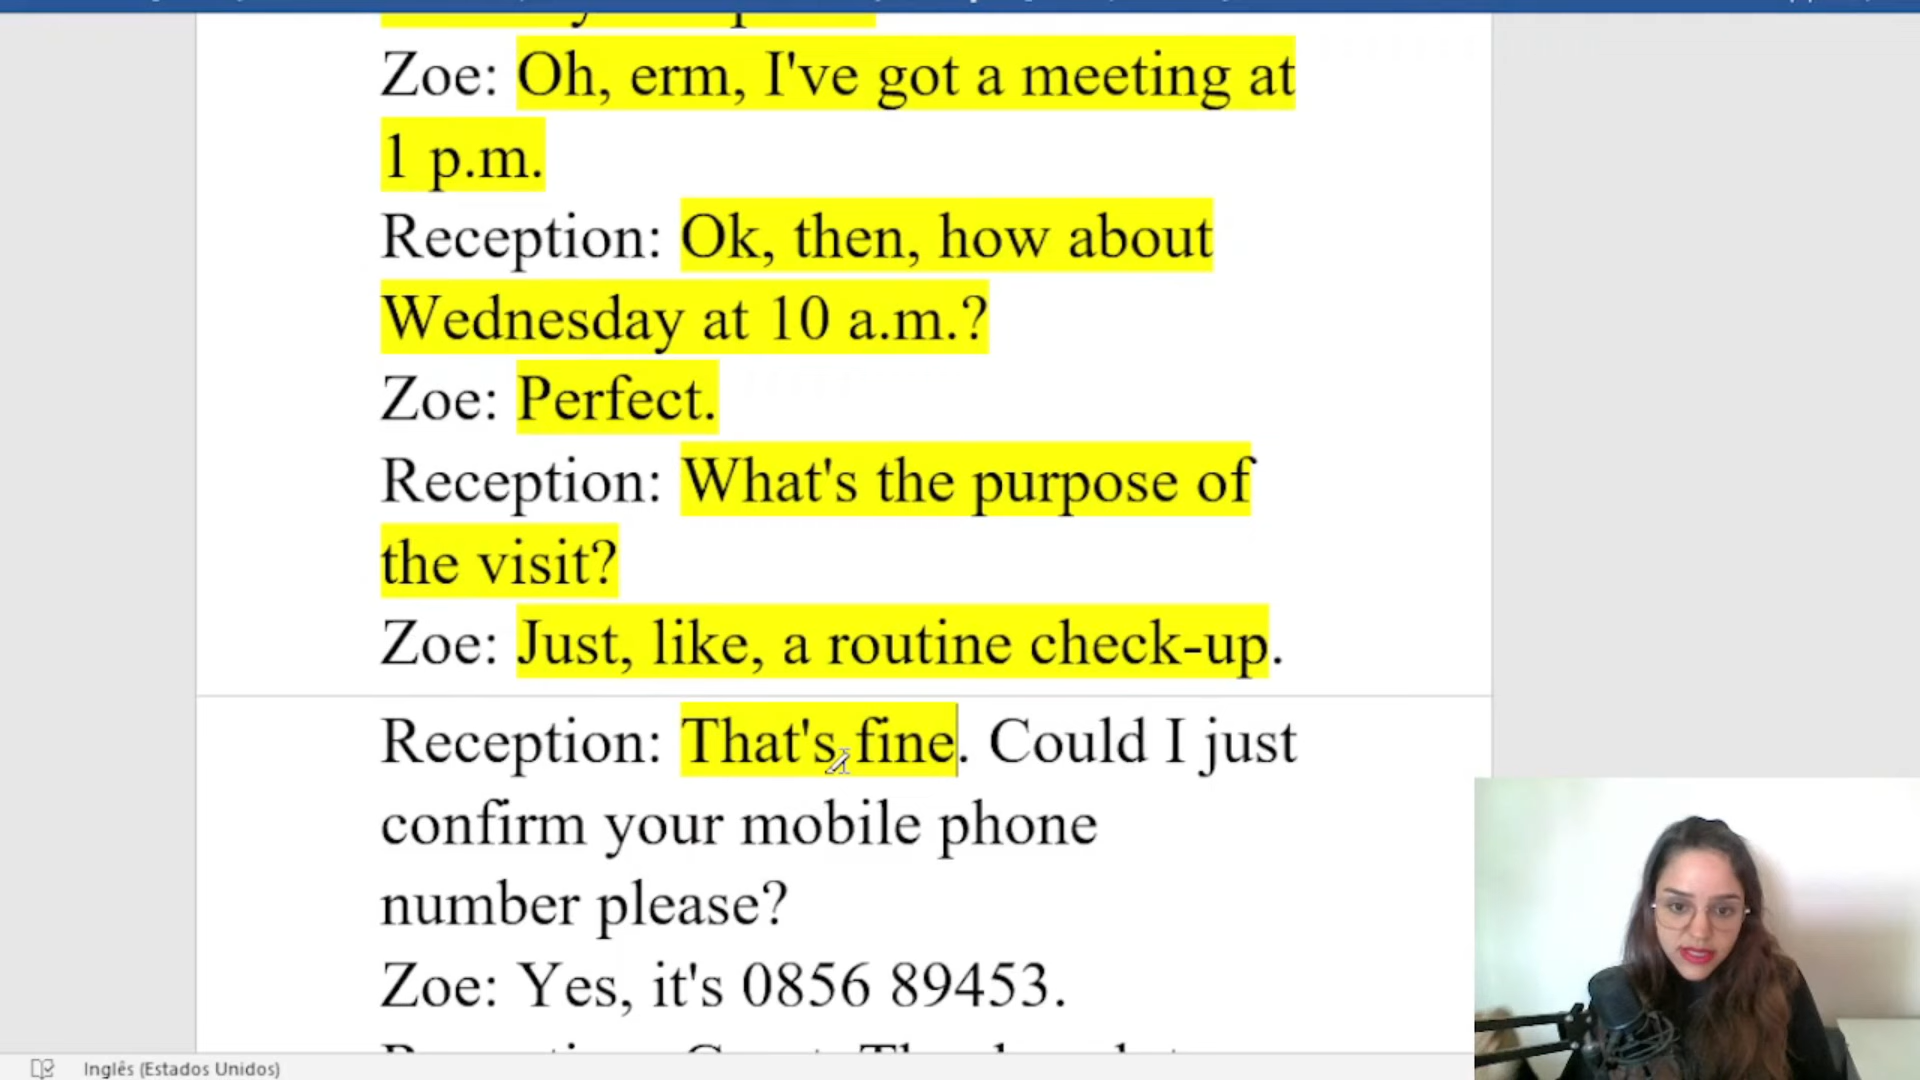 Zoe: Oh, erm, I've got a meeting at
1 p.m.
Reception: Ok, then, how about
Wednesday at 10 a.m.?
Zoe: Perfect.
Reception: What's the purpose of
the visit?
Zoe: Just, like, a routine check-up.
Reception: That's fine. Could I just
confirm your mobile phone
number please?
Zoe: Yes, it's 0856 89453.
Inglês (Estados Unidos)